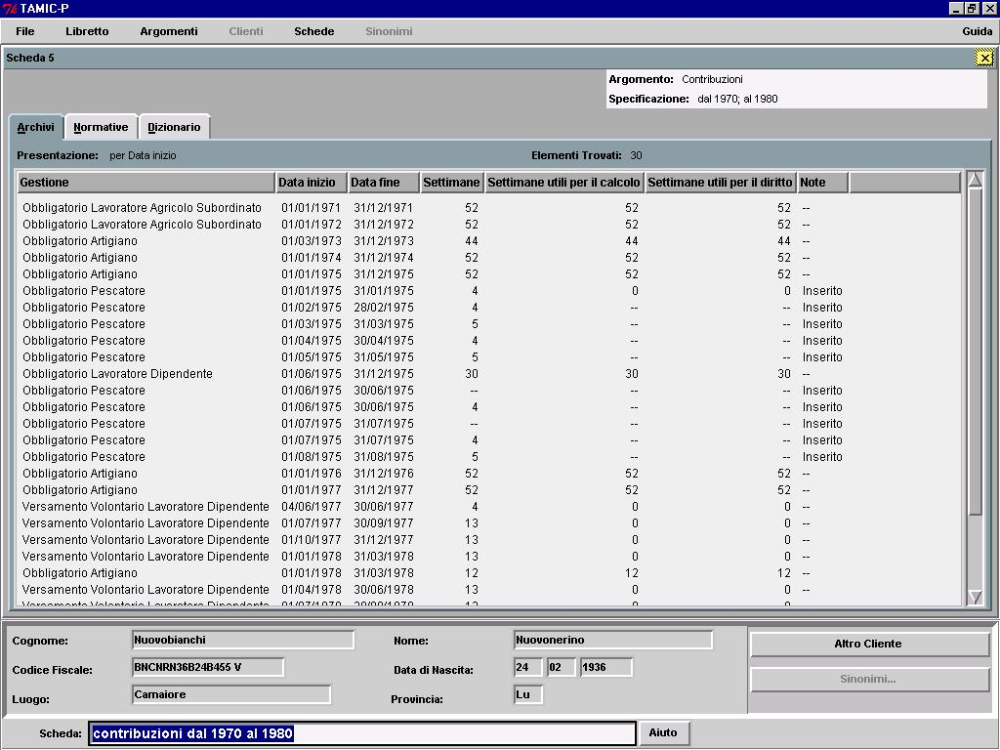 TAMIC-P
File Libretto Argomenti Clienti Schede Sinonimi Guida
Scheda 5
Argomento: Contribuzioni
Specificazione: dal 1970; al 1980
Archivi Normative Dizionario
Presentazione: per Data inizio Elementi Trovati: 30
Gestione Data inizio Data fine Settimane Settimane utili per il calcolo Settimane utili per il diritto Note
Obbligatorio Lavoratore Agricolo Subordinato 01/01/1971 31/12/1971 52 52 52 --
Obbligatorio Lavoratore Agricolo Subordinato 01/01/1972 31/12/1972 52 52 52 --
Obbligatorio Artigiano 01/03/1973 31/12/1973 44 44 44 --
Obbligatorio Artigiano 01/01/1974 31/12/1974 52 52 52 --
Obbligatorio Artigiano 01/01/1975 31/12/1975 52 52 52 --
Obbligatorio Pescatore 01/01/1975 31/01/1975 4 0 0 Inserito
Obbligatorio Pescatore 01/02/1975 28/02/1975 4 -- -- Inserito
Obbligatorio Pescatore 01/03/1975 31/03/1975 5 -- -- Inserito
Obbligatorio Pescatore 01/04/1975 30/04/1975 4 -- -- Inserito
Obbligatorio Pescatore 01/05/1975 31/05/1975 5 -- -- Inserito
Obbligatorio Lavoratore Dipendente 01/06/1975 31/12/1975 30 30 30 --
Obbligatorio Pescatore 01/06/1975 30/06/1975 -- -- -- Inserito
Obbligatorio Pescatore 01/06/1975 30/06/1975 4 -- -- Inserito
Obbligatorio Pescatore 01/07/1975 31/07/1975 -- -- -- Inserito
Obbligatorio Pescatore 01/07/1975 31/07/1975 4 -- -- Inserito
Obbligatorio Pescatore 01/08/1975 31/08/1975 5 -- -- Inserito
Obbligatorio Artigiano 01/01/1976 31/12/1976 52 52 52 --
Obbligatorio Artigiano 01/01/1977 31/12/1977 52 52 52 --
Versamento Volontario Lavoratore Dipendente 04/06/1977 30/06/1977 4 0 0 --
Versamento Volontario Lavoratore Dipendente 01/07/1977 30/09/1977 13 0 0 --
Versamento Volontario Lavoratore Dipendente 01/10/1977 31/12/1977 13 0 0 --
Versamento Volontario Lavoratore Dipendente 01/01/1978 31/03/1978 13 0 0 --
Obbligatorio Artigiano 01/01/1978 31/03/1978 12 12 12 --
Versamento Volontario Lavoratore Dipendente 01/04/1978 30/06/1978 13 0 0 --
Versamento Volontario Lavoratore Dipendente
Cognome: Nuovobianchi Nome: Nuovonerino Altro Cliente
Codice Fiscale: BNCNRN36B24B455 V Data di Nascita: 24 02 1936 Sinonimi...
Luogo: Camaiore Provincia: Lu
Scheda: contribuzioni dal 1970 al 1980 Aiuto